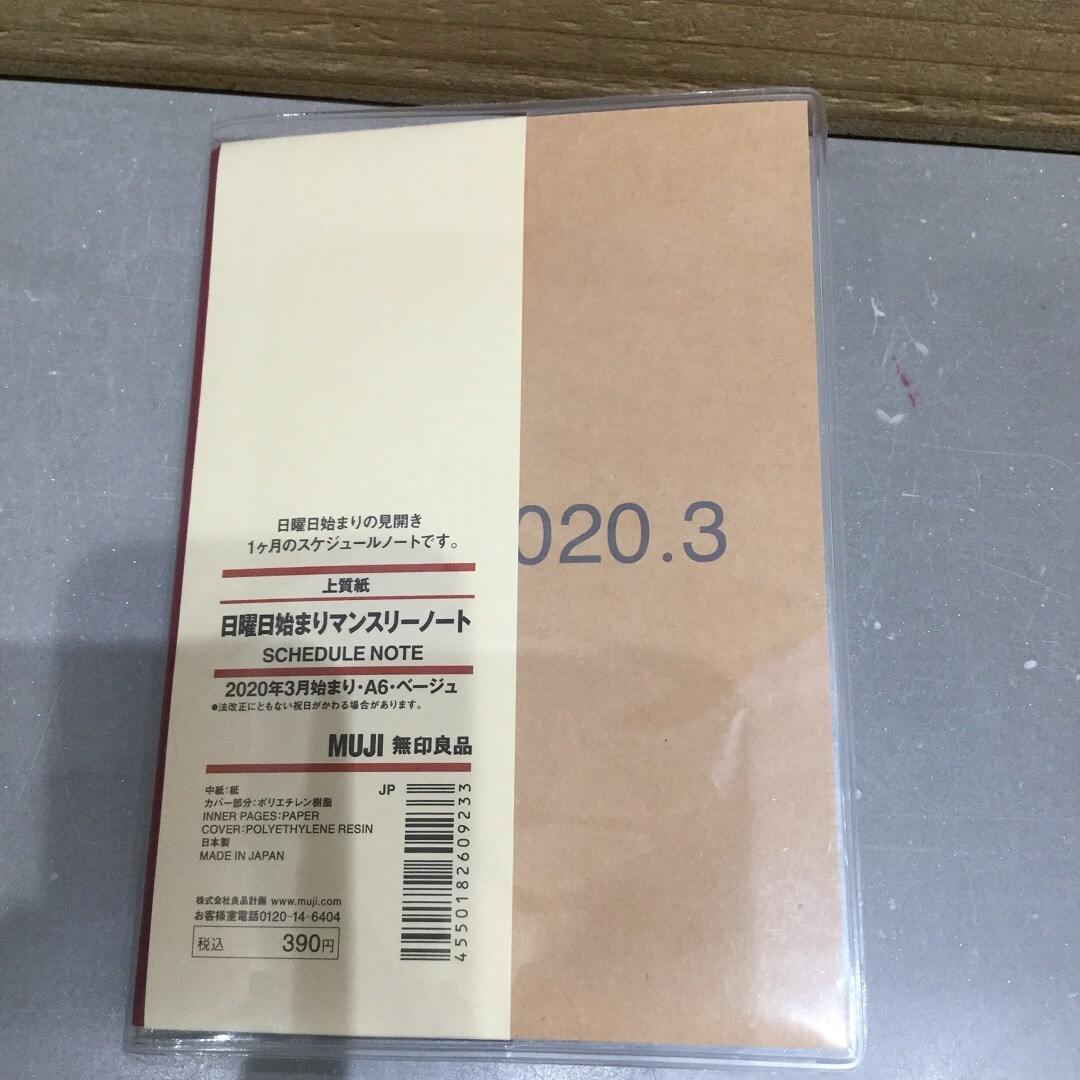 日曜日始まりの見開き
1ヶ月のスケジュールノートです。
上質紙
日曜日始まりマンスリーノート
SCHEDULE NOTE
2020年3月始まり・A6・ベージュ
●法改正にともない祝日がかわる場合があります。
MUJI 無印良品
中紙:紙
カバー部分:ポリエチレン樹脂
INNER PAGES:PAPER
COVER:POLYETHYLENE RESIN
日本製
MADE IN JAPAN
JP
4550182609233
株式会社良品計画 www.muji.com
お客様室電話0120-14-6404
税込 390円
020.3